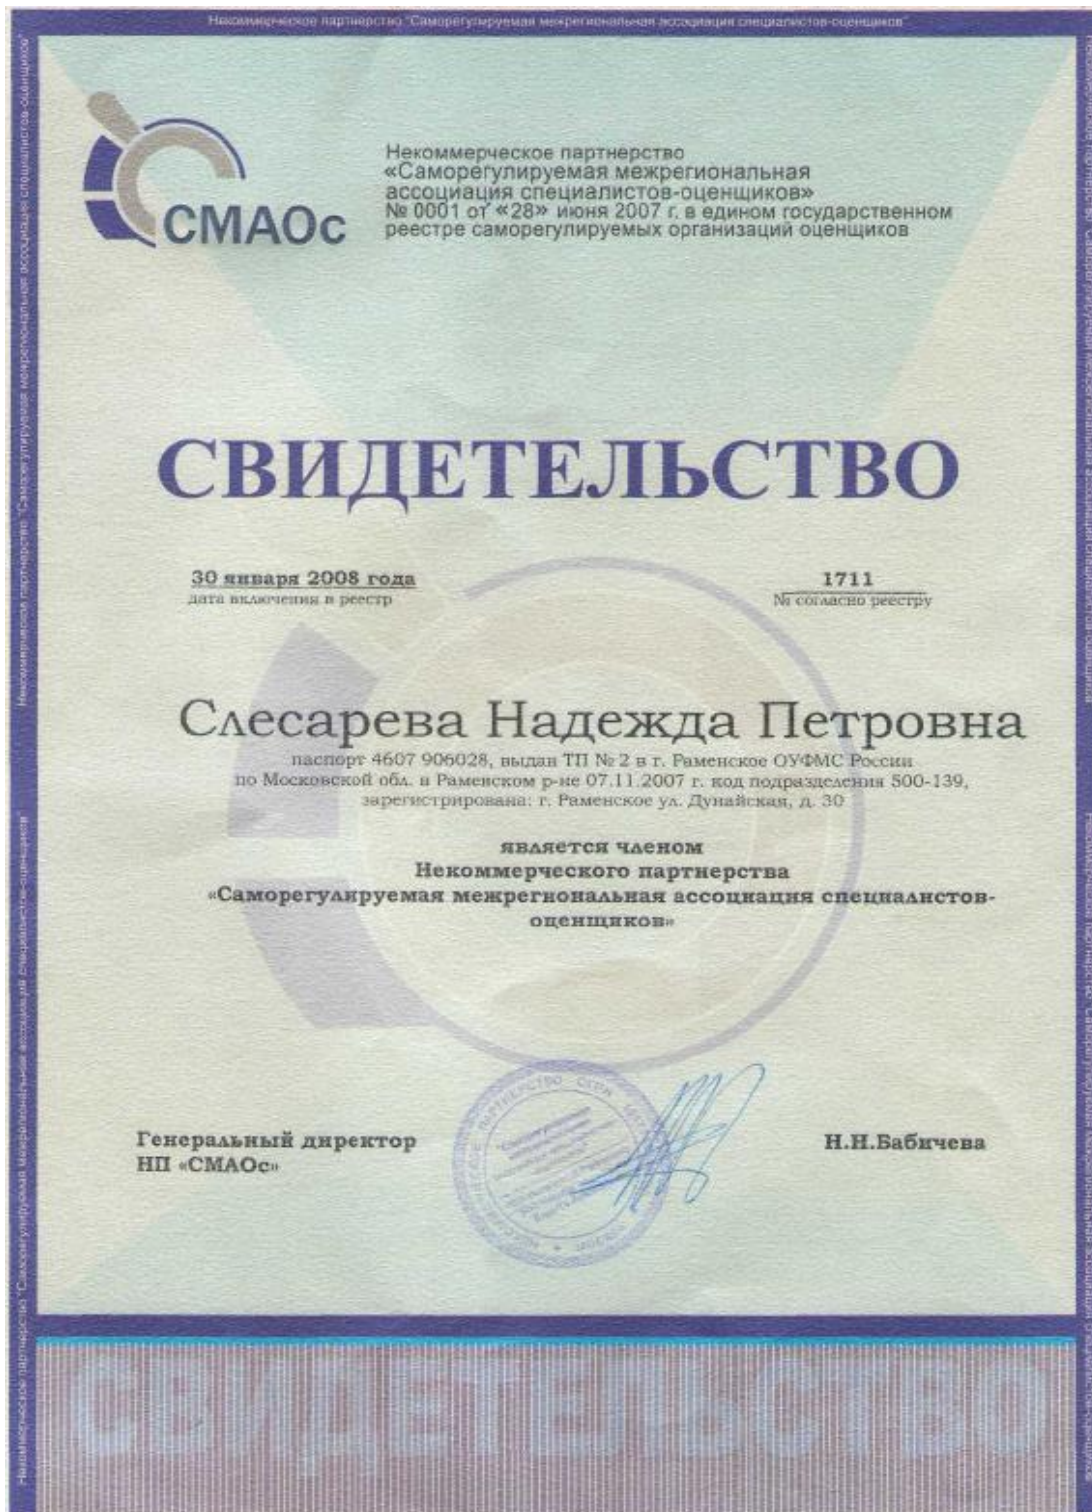 Некоммерческое партнерство "Саморегулируемая межрегиональная ассоциация специалистов-оценщиков"
СМАОс
Некоммерческое партнерство
«Саморегулируемая межрегиональная
ассоциация специалистов-оценщиков»
№ 0001 от «28» июня 2007 г. в едином государственном
реестре саморегулируемых организаций оценщиков
СВИДЕТЕЛЬСТВО
30 января 2008 года
дата включения в реестр
1711
№ согласно реестру
Слесарева Надежда Петровна
паспорт 4607 906028, выдан ТП № 2 в г. Раменское ОУФМС России
по Московской обл. в Раменском р-не 07.11.2007 г. код подразделения 500-139,
зарегистрирована: г. Раменское ул. Дунайская, д. 30
является членом
Некоммерческого партнерства
«Саморегулируемая межрегиональная ассоциация специалистов-
оценщиков»
Генеральный директор
НП «СМАОс»
Н.Н.Бабичева
СВИДЕТЕЛЬСТВО